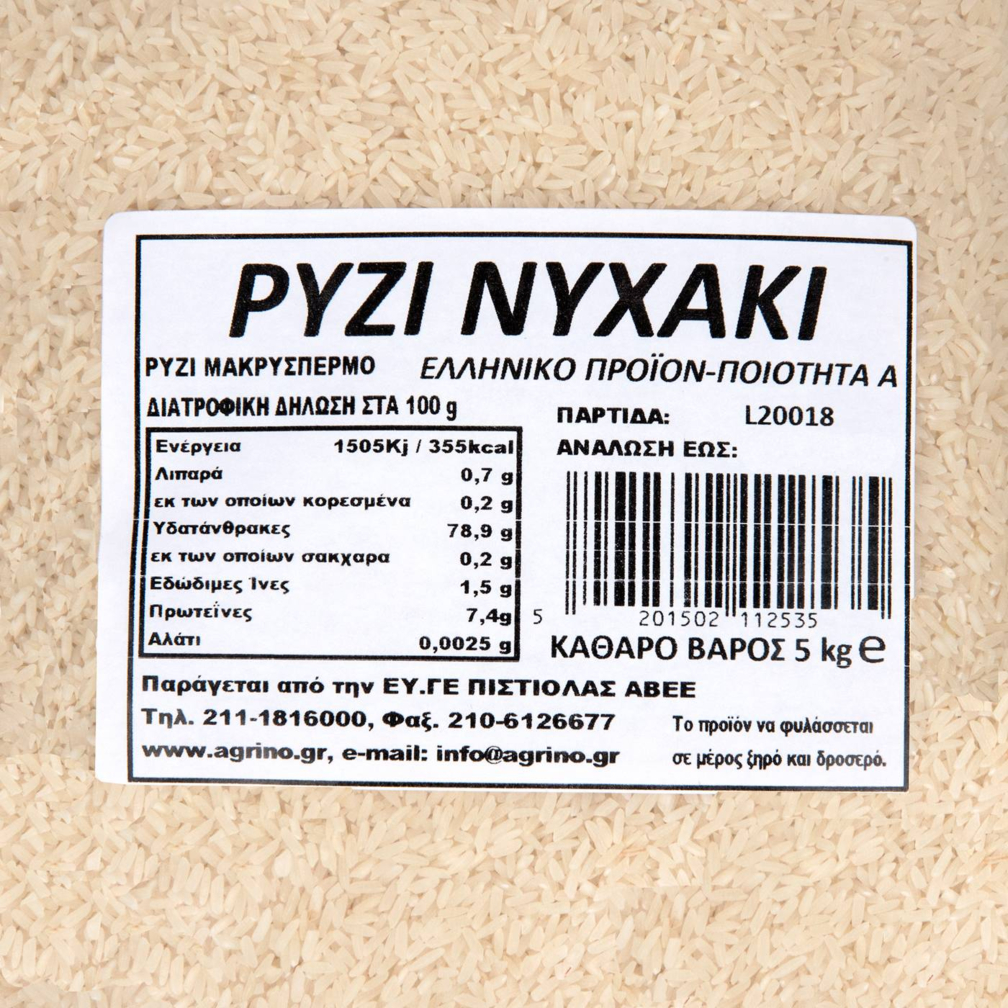 ΡΥΖΙ ΝΥΧΑΚΙ
ΡΥΖΙ ΜΑΚΡΥΣΠΕΡΜΟ
ΕΛΛΗΝΙΚΟ ΠΡΟΪΟΝ-ΠΟΙΟΤΗΤΑ Α
ΔΙΑΤΡΟΦΙΚΗ ΔΗΛΩΣΗ ΣΤΑ 100 g
Ενέργεια 1505Kj / 355kcal
Λιπαρά 0,7 g
εκ των οποίων κορεσμένα 0,2 g
Υδατάνθρακες 78,9 g
εκ των οποίων σακχαρα 0,2 g
Εδώδιμες Ίνες 1,5 g
Πρωτεΐνες 7,4g
Αλάτι 0,0025 g
ΠΑΡΤΙΔΑ: L20018
ΑΝΑΛΩΣΗ ΕΩΣ:
5 201502 112535
ΚΑΘΑΡΟ ΒΑΡΟΣ 5 kg ℮
Παράγεται από την ΕΥ.ΓΕ ΠΙΣΤΙΟΛΑΣ ΑΒΕΕ
Τηλ. 211-1816000, Φαξ. 210-6126677
www.agrino.gr, e-mail: info@agrino.gr
Το προϊόν να φυλάσσεται
σε μέρος ξηρό και δροσερό.